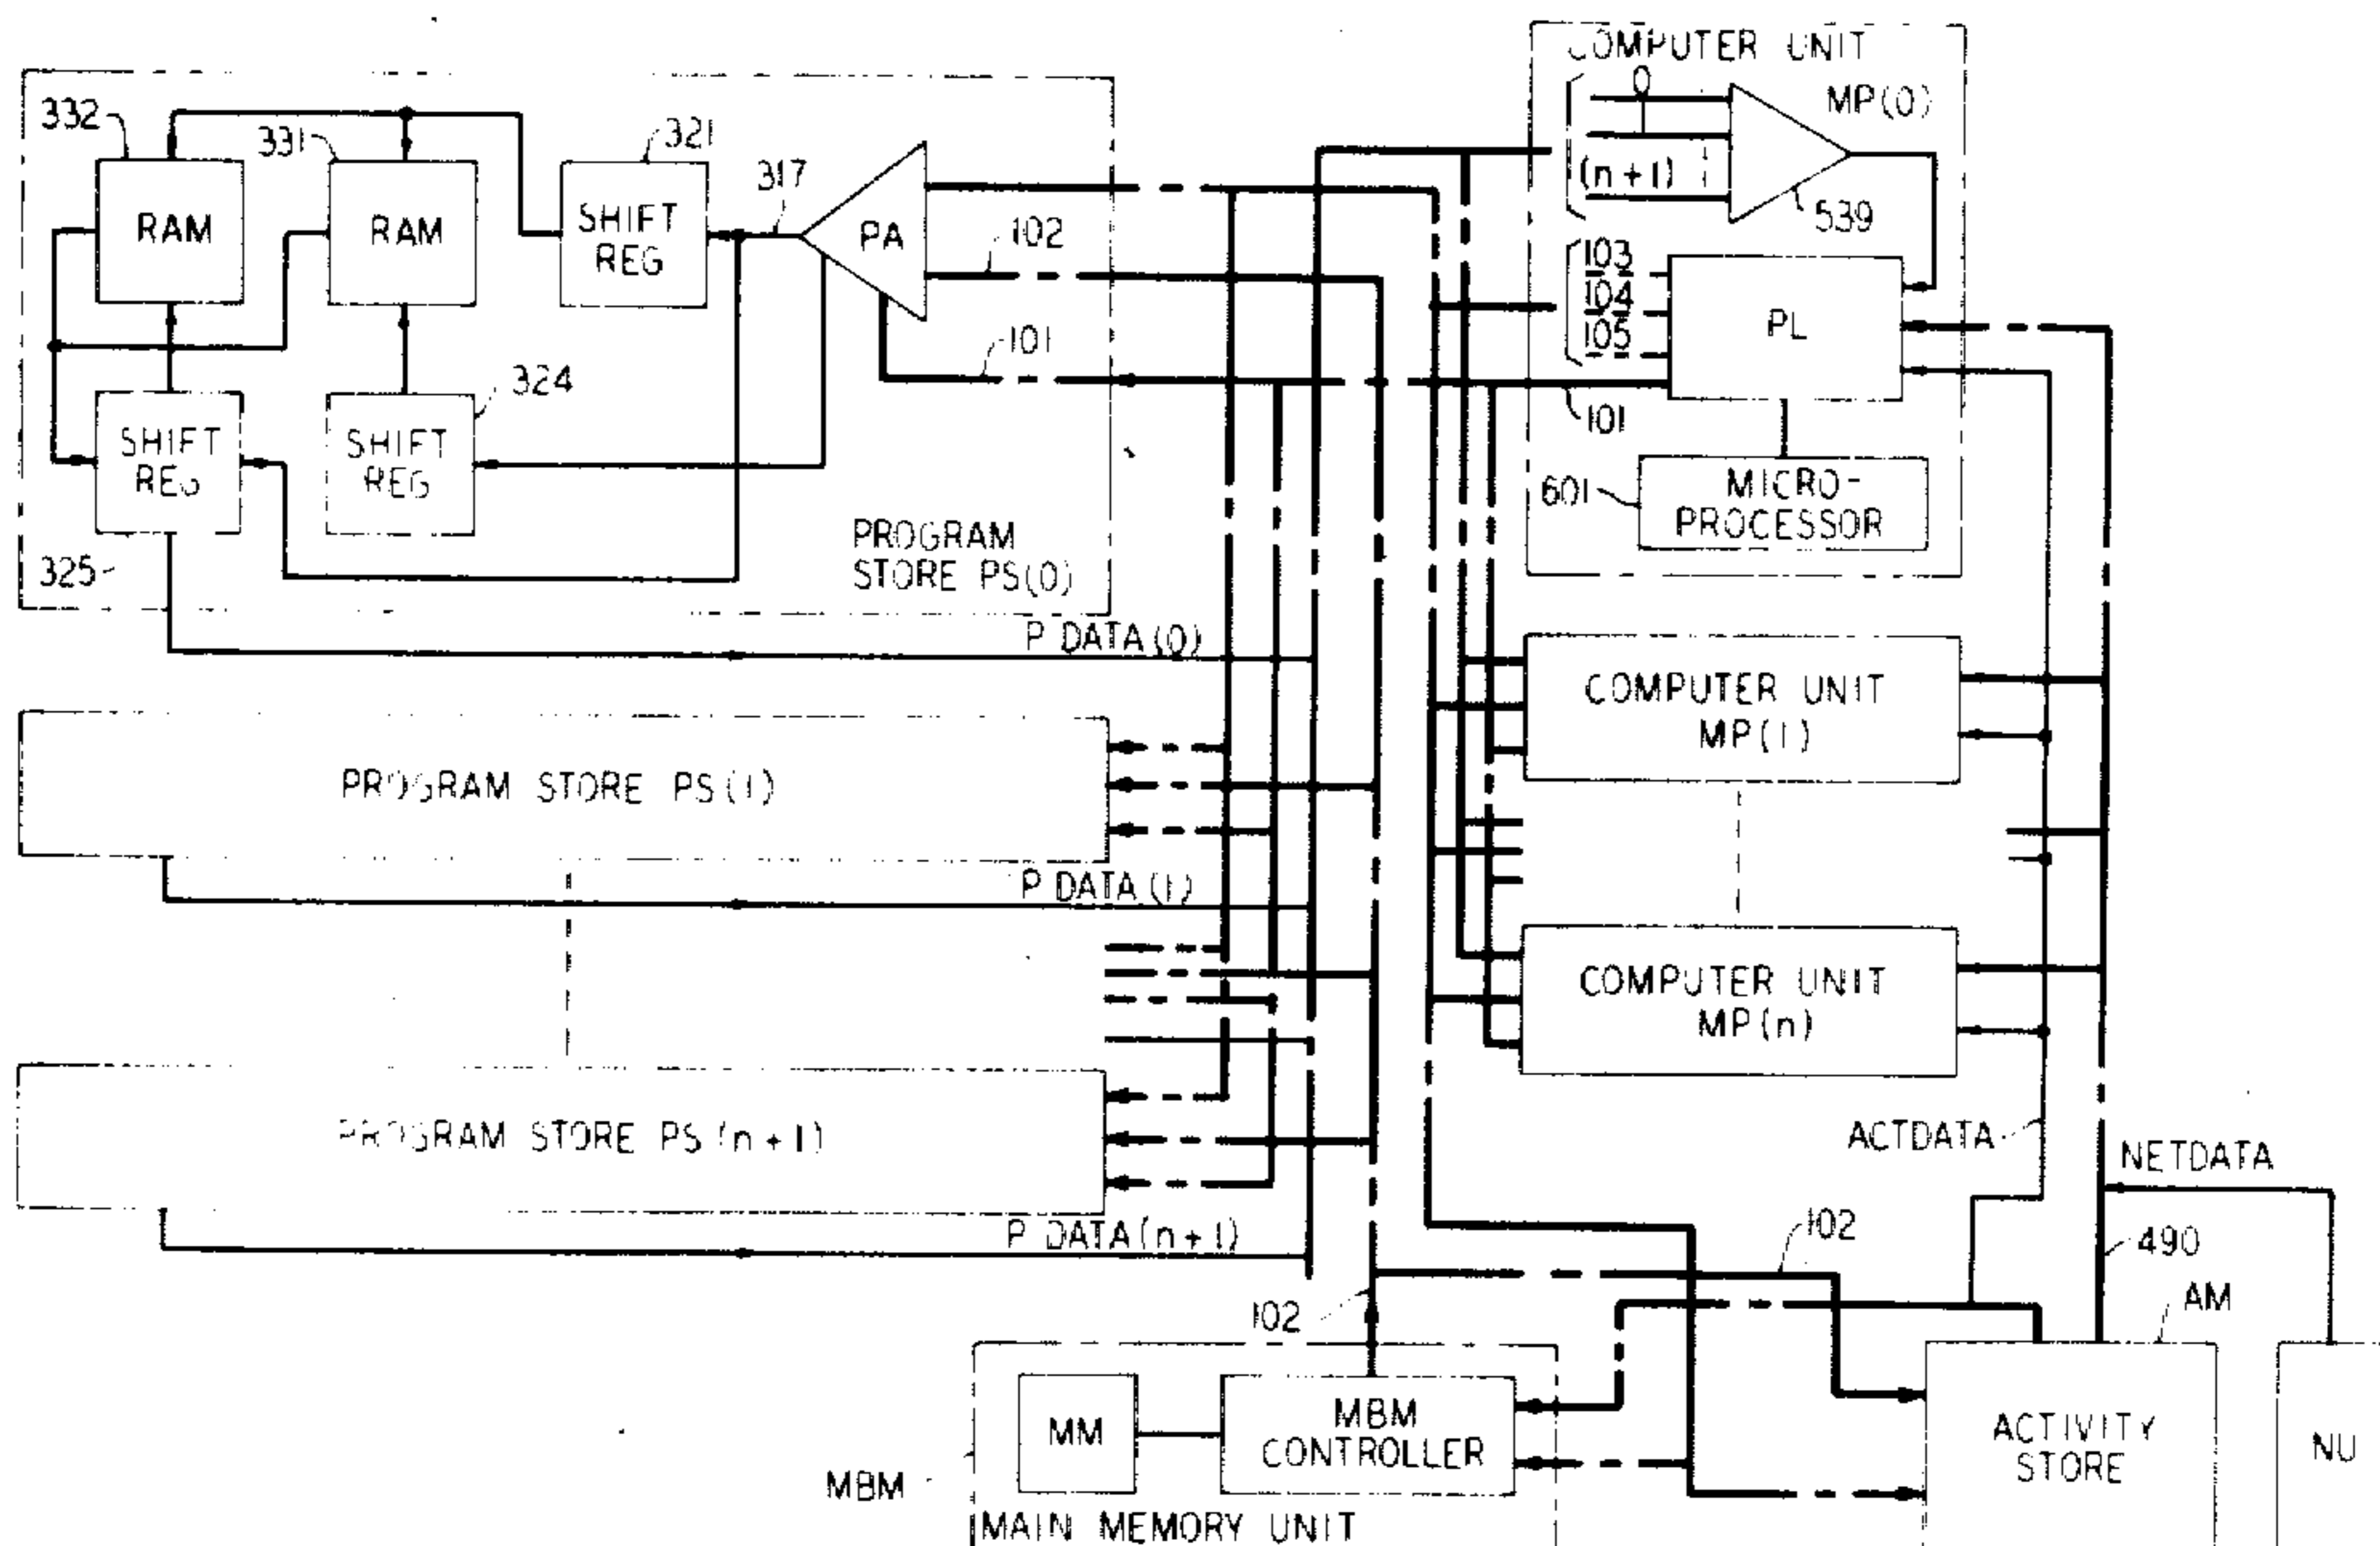 COMPUTER UNIT
MP(0)
0
(n+1)
539
332
331
321
317
RAM
RAM
SHIFT
REG
PA
102
103
104
105
PL
101
101
324
SHIFT
REG
SHIFT
REG
325
PROGRAM
STORE PS(0)
601
MICRO-
PROCESSOR
P DATA(0)
COMPUTER UNIT
MP(1)
PROGRAM STORE PS(1)
P DATA(1)
COMPUTER UNIT
MP(n)
PROGRAM STORE PS(n+1)
P DATA(n+1)
ACTDATA
NETDATA
102
490
AM
102
MM
MBM
CONTROLLER
MBM
MAIN MEMORY UNIT
ACTIVITY
STORE
NU